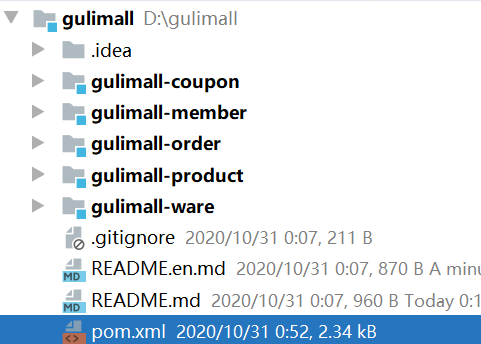 gulimall D:\gulimall
.idea
gulimall-coupon
gulimall-member
gulimall-order
gulimall-product
gulimall-ware
.gitignore 2020/10/31 0:07, 211 B
README.en.md 2020/10/31 0:07, 870 B A minu
README.md 2020/10/31 0:07, 960 B Today 0:1
pom.xml 2020/10/31 0:52, 2.34 kB